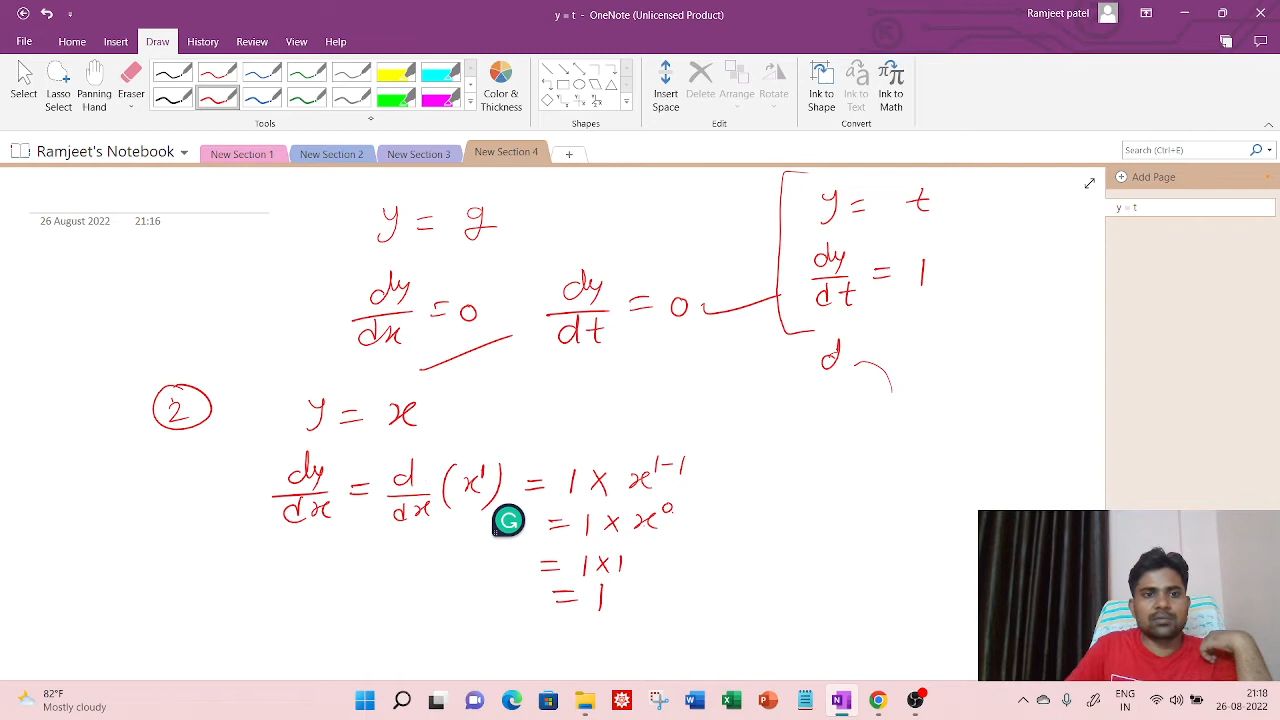 y = t - OneNote (Unlicensed Product)
Ramjeet patel
File Home Insert Draw History Review View Help
Select
Lasso Select
Panning Hand
Eraser
Color & Thickness
Insert Space
Delete
Arrange
Rotate
Ink to Shape
Ink to Text
Ink to Math
Tools
Shapes
Edit
Convert
Ramjeet's Notebook
New Section 1
New Section 2
New Section 3
New Section 4
Search (Ctrl+E)
Add Page
y = t
26 August 2022 21:16
y = g
dy/dx = 0
dy/dt = 0
y = t
dy/dt = 1
d
2
y = x
dy/dx = d/dx (x¹) = 1 × x¹⁻¹
= 1 × x⁰
= 1×1
= 1
G
82°F
Mostly cloudy
ENG
IN
21:18
26-08-2022